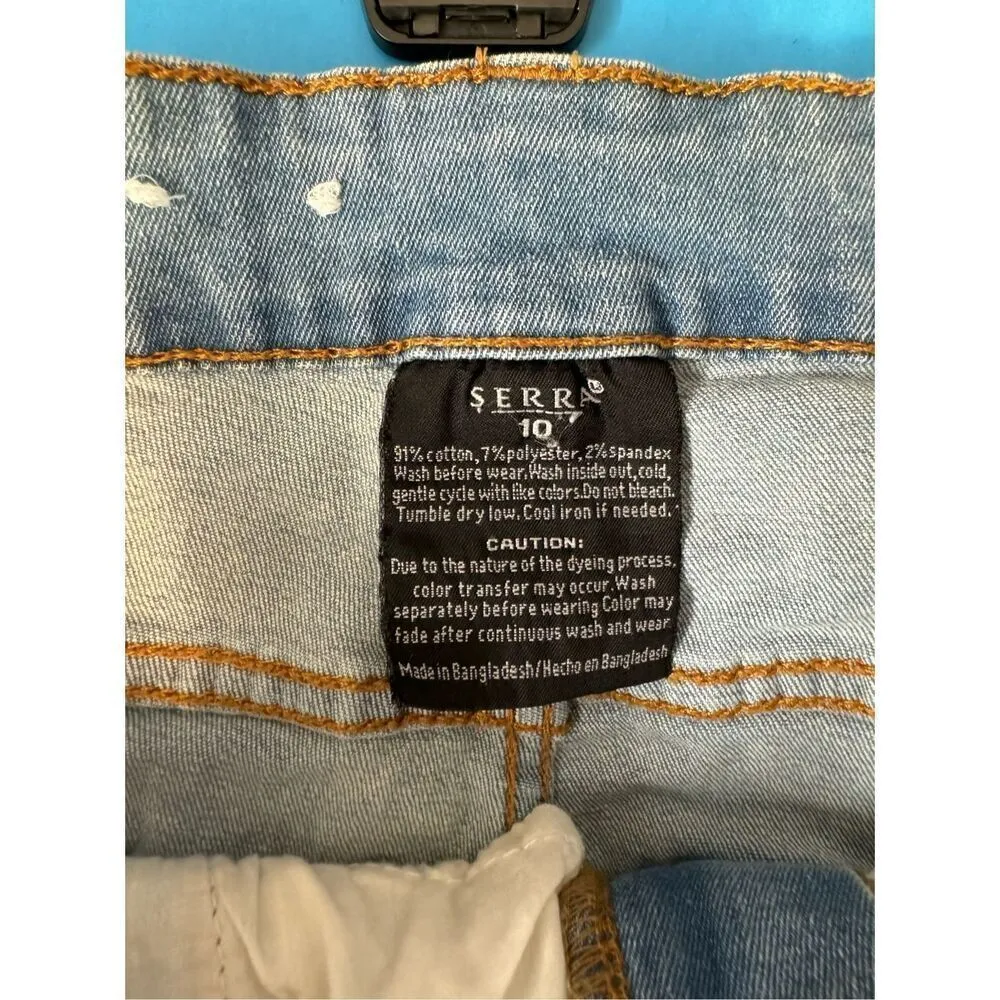 SERRA®
10
91% cotton, 7%polyester, 2%spandex
Wash before wear.Wash inside out,cold,
gentle cycle with like colors.Do not bleach.
Tumble dry low. Cool iron if needed.
CAUTION:
Due to the nature of the dyeing process,
color transfer may occur. Wash
separately before wearing Color may
fade after continuous wash and wear
Made in Bangladesh/Hecho en Bangladesh